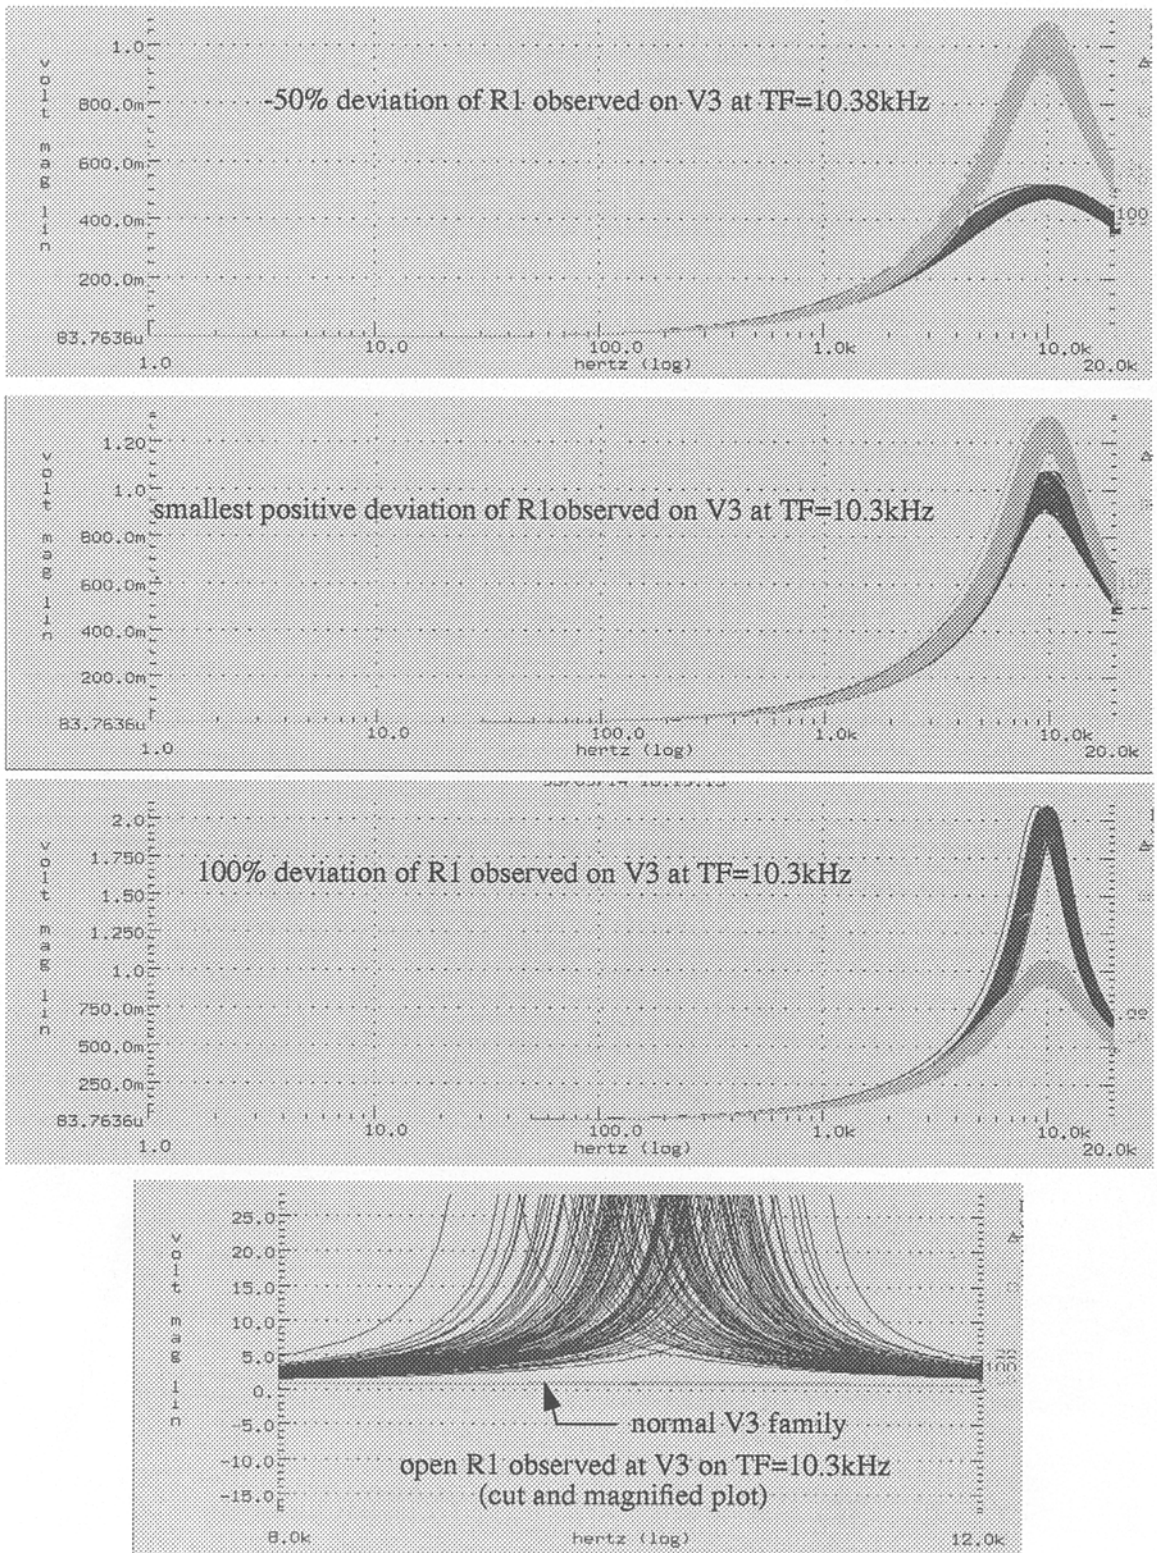 1.0
volt mag lin
-50% deviation of R1 observed on V3 at TF=10.38kHz
800.0m
600.0m
400.0m
100
200.0m
83.7636u
1.0
10.0
100.0
1.0k
10.0k
20.0k
hertz (log)
1.20
volt mag lin
1.0
smallest positive deviation of R1observed on V3 at TF=10.3kHz
800.0m
600.0m
400.0m
200.0m
83.7636u
1.0
10.0
100.0
1.0k
10.0k
20.0k
hertz (log)
2.0
volt mag lin
1.750
100% deviation of R1 observed on V3 at TF=10.3kHz
1.50
1.250
1.0
750.0m
500.0m
250.0m
83.7636u
1.0
10.0
100.0
1.0k
10.0k
20.0k
hertz (log)
25.0
volt mag lin
20.0
15.0
10.0
5.0
0.
-5.0
normal V3 family
-10.0
open R1 observed at V3 on TF=10.3kHz
(cut and magnified plot)
-15.0
8.0k
hertz (log)
12.0k